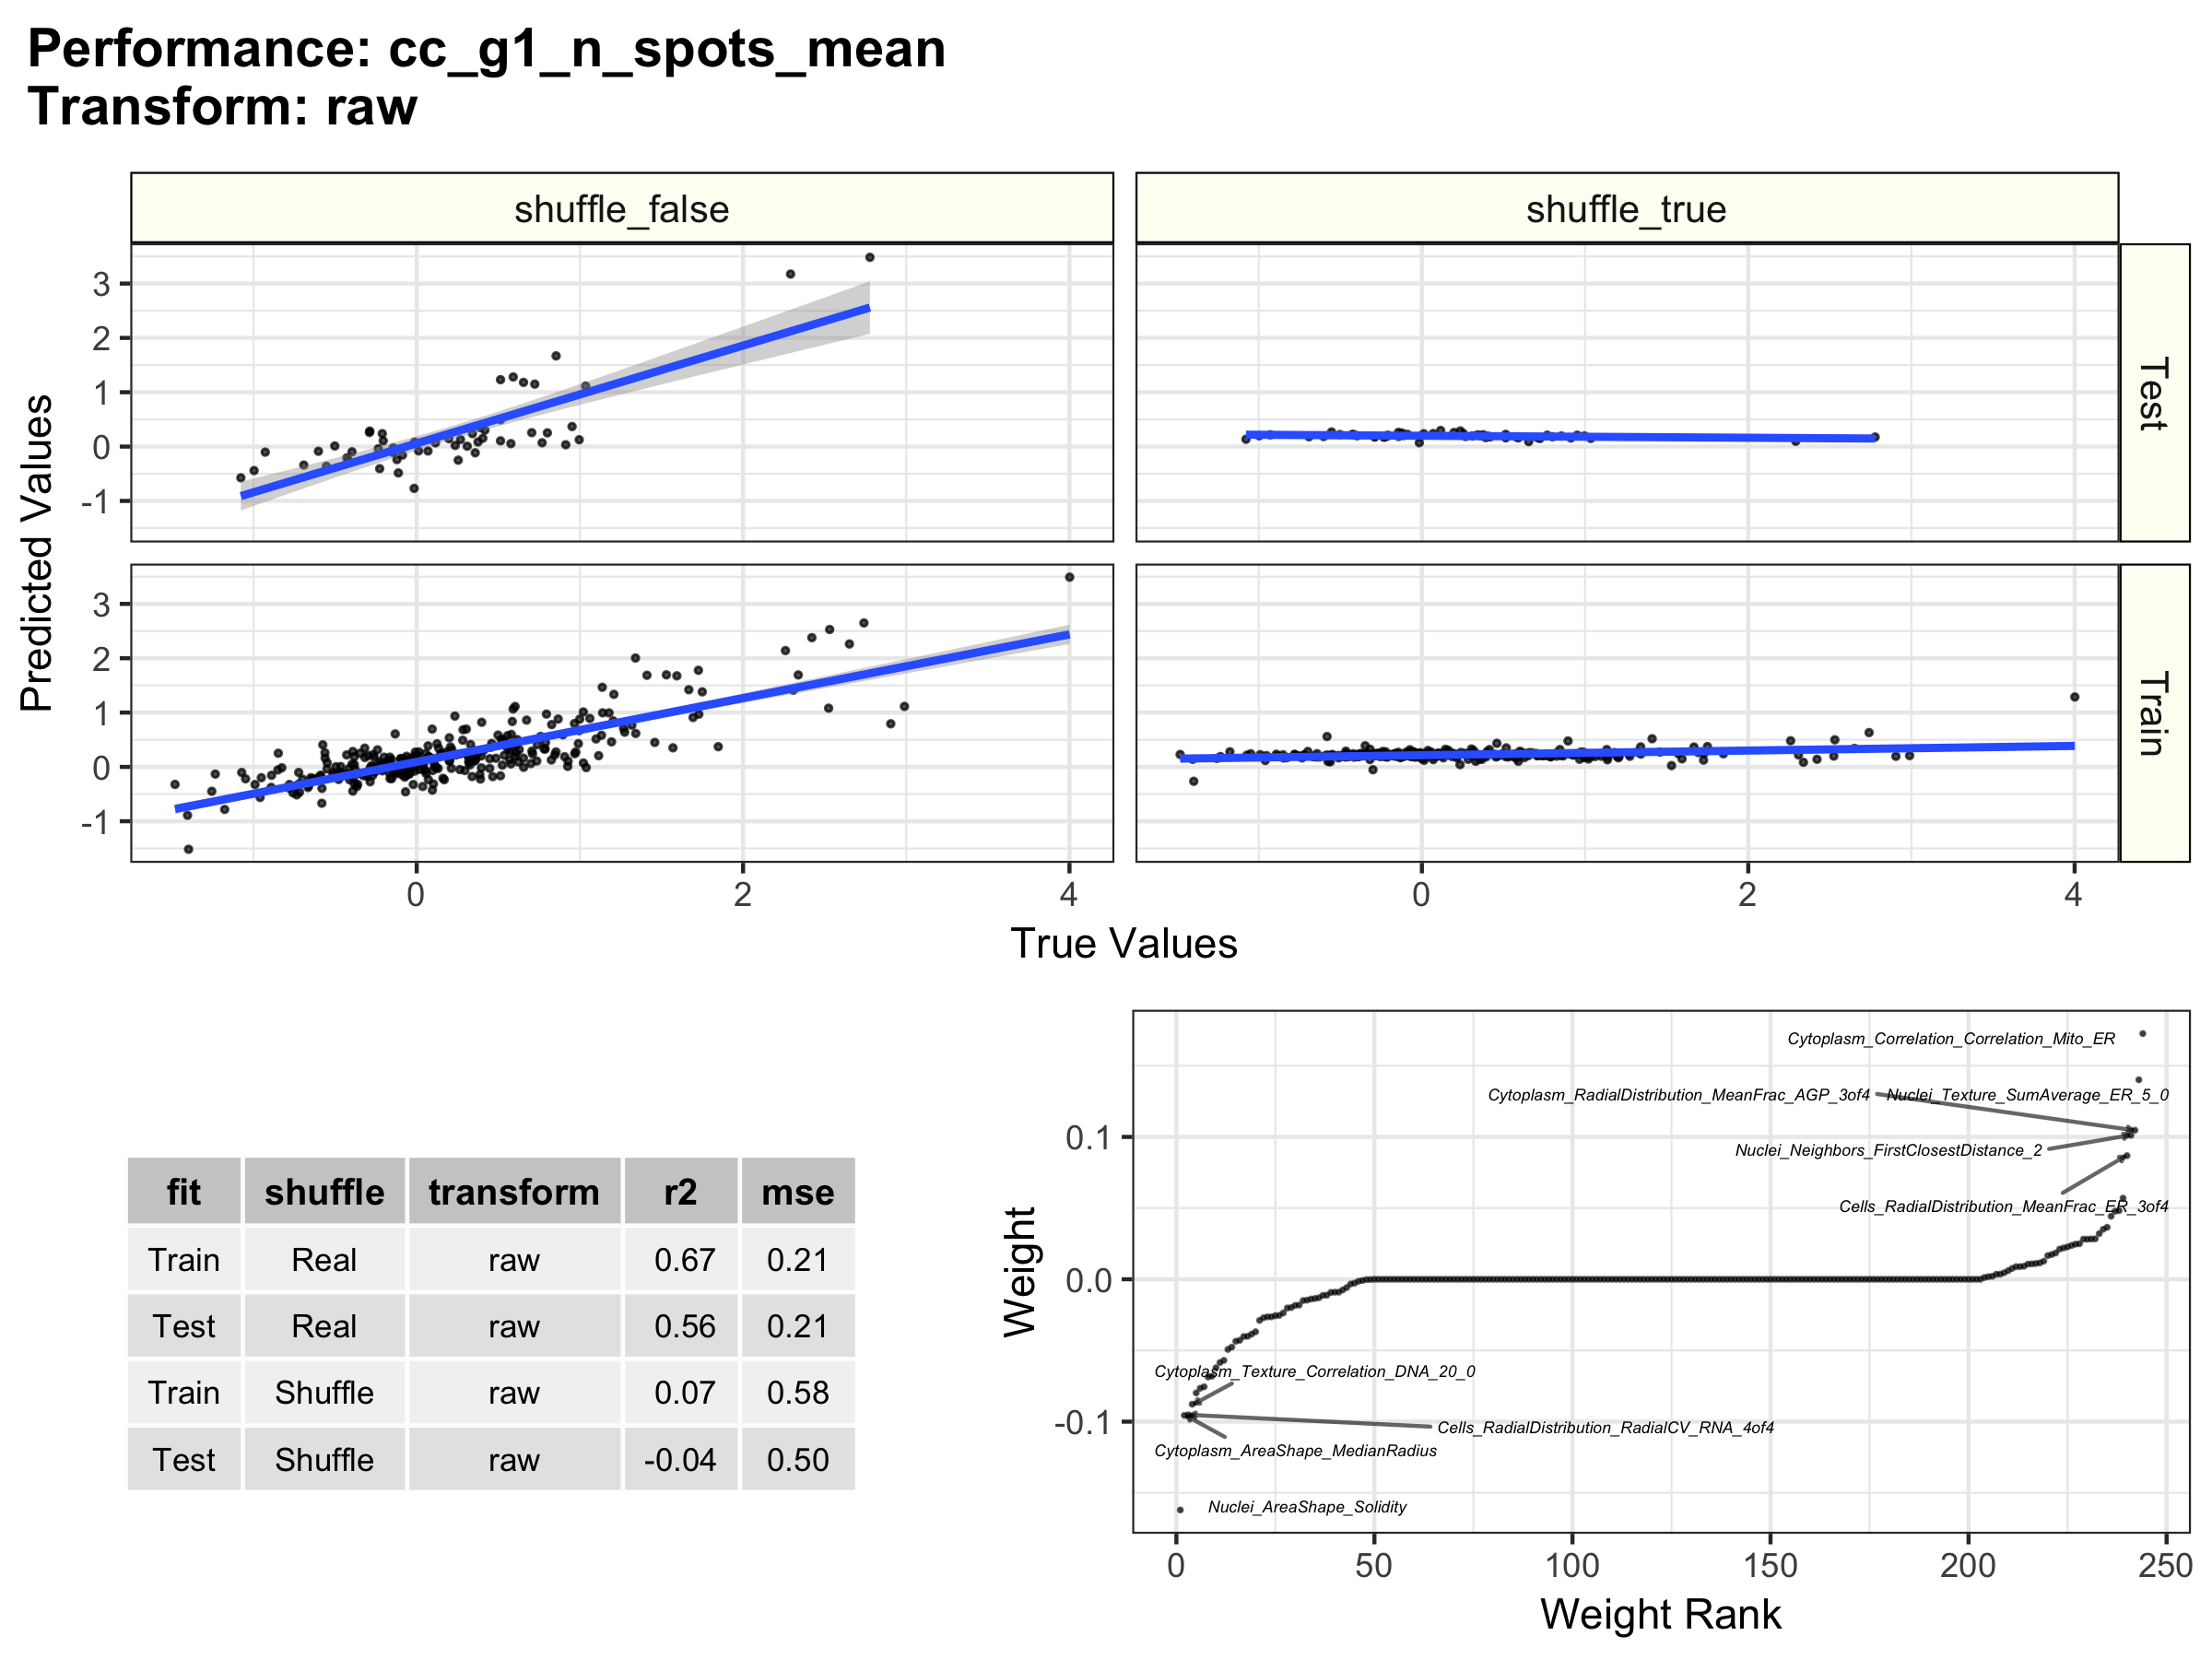 Performance: cc_g1_n_spots_mean
Transform: raw
shuffle_false
shuffle_true
3
2
1
0
-1
Test
Predicted Values
3
2
1
0
-1
Train
0
2
4
0
2
4
True Values
fit shuffle transform r2 mse
Train Real raw 0.67 0.21
Test Real raw 0.56 0.21
Train Shuffle raw 0.07 0.58
Test Shuffle raw -0.04 0.50
Weight
0.1
0.0
-0.1
Cytoplasm_Correlation_Correlation_Mito_ER
Cytoplasm_RadialDistribution_MeanFrac_AGP_3of4
Nuclei_Texture_SumAverage_ER_5_0
Nuclei_Neighbors_FirstClosestDistance_2
Cells_RadialDistribution_MeanFrac_ER_3of4
Cytoplasm_Texture_Correlation_DNA_20_0
Cells_RadialDistribution_RadialCV_RNA_4of4
Cytoplasm_AreaShape_MedianRadius
Nuclei_AreaShape_Solidity
0
50
100
150
200
250
Weight Rank